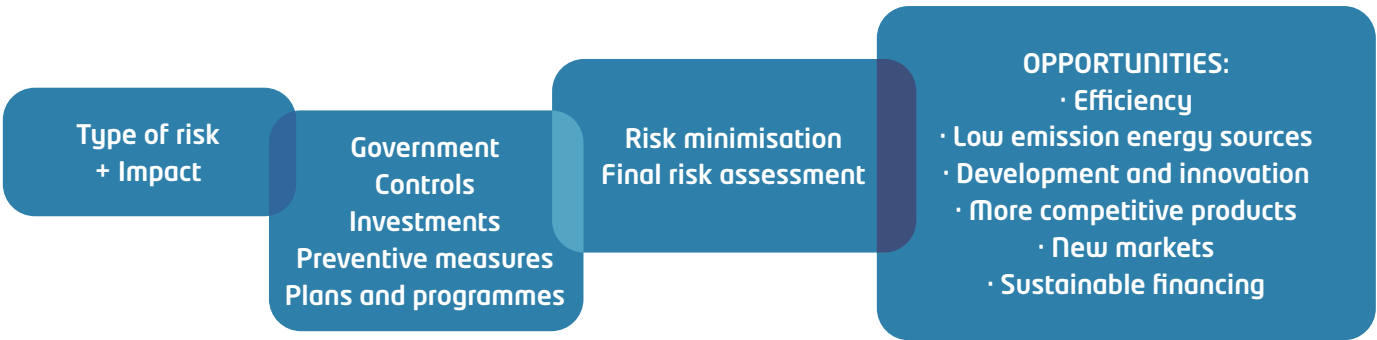 Type of risk
+ Impact
Government
Controls
Investments
Preventive measures
Plans and programmes
Risk minimisation
Final risk assessment
OPPORTUNITIES:
· Efficiency
· Low emission energy sources
· Development and innovation
· More competitive products
· New markets
· Sustainable financing